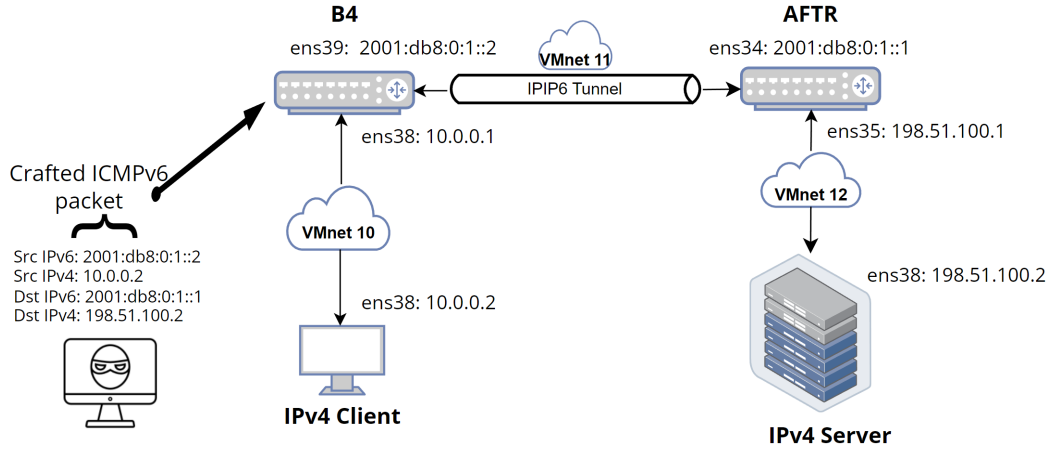 B4
AFTR
ens39: 2001:db8:0:1::2
VMnet 11
ens34: 2001:db8:0:1::1
IPIP6 Tunnel
ens38: 10.0.0.1
ens35: 198.51.100.1
Crafted ICMPv6
packet
VMnet 10
VMnet 12
Src IPv6: 2001:db8:0:1::2
Src IPv4: 10.0.0.2
Dst IPv6: 2001:db8:0:1::1
Dst IPv4: 198.51.100.2
ens38: 10.0.0.2
ens38: 198.51.100.2
IPv4 Client
IPv4 Server